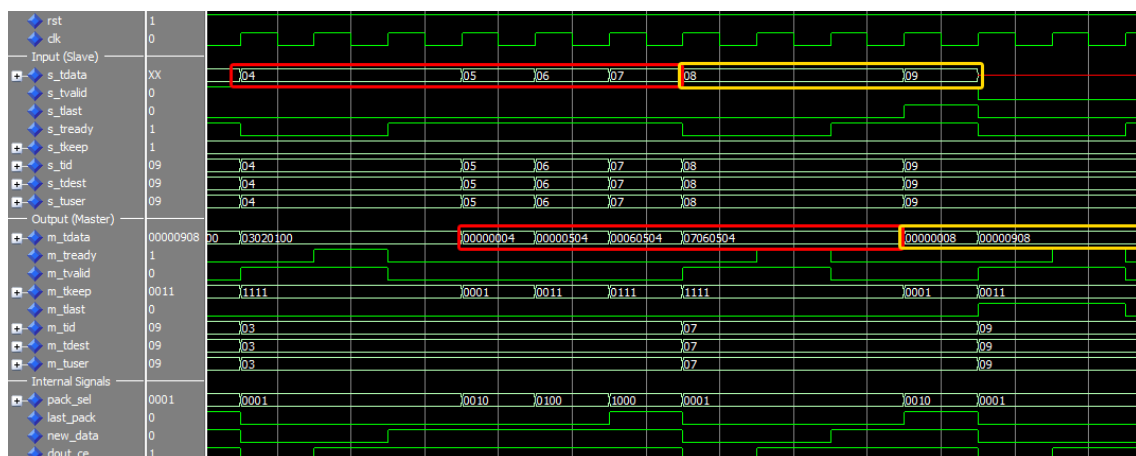 rst 1
clk 0
Input (Slave)
s_tdata XX 04 05 06 07 08 09
s_tvalid 0
s_tlast 0
s_tready 1
s_tkeep 1
s_tid 09 04 05 06 07 08 09
s_tdest 09 04 05 06 07 08 09
s_tuser 09 04 05 06 07 08 09
Output (Master)
m_tdata 00000908 00 03020100 00000004 00000504 00060504 07060504 00000008 00000908
m_tready 1
m_tvalid 0
m_tkeep 0011 1111 0001 0011 0111 1111 0001 0011
m_tlast 0
m_tid 09 03 07 09
m_tdest 09 03 07 09
m_tuser 09 03 07 09
Internal Signals
pack_sel 0001 0001 0010 0100 1000 0001 0010 0001
last_pack 0
new_data 0
dout_ce 1